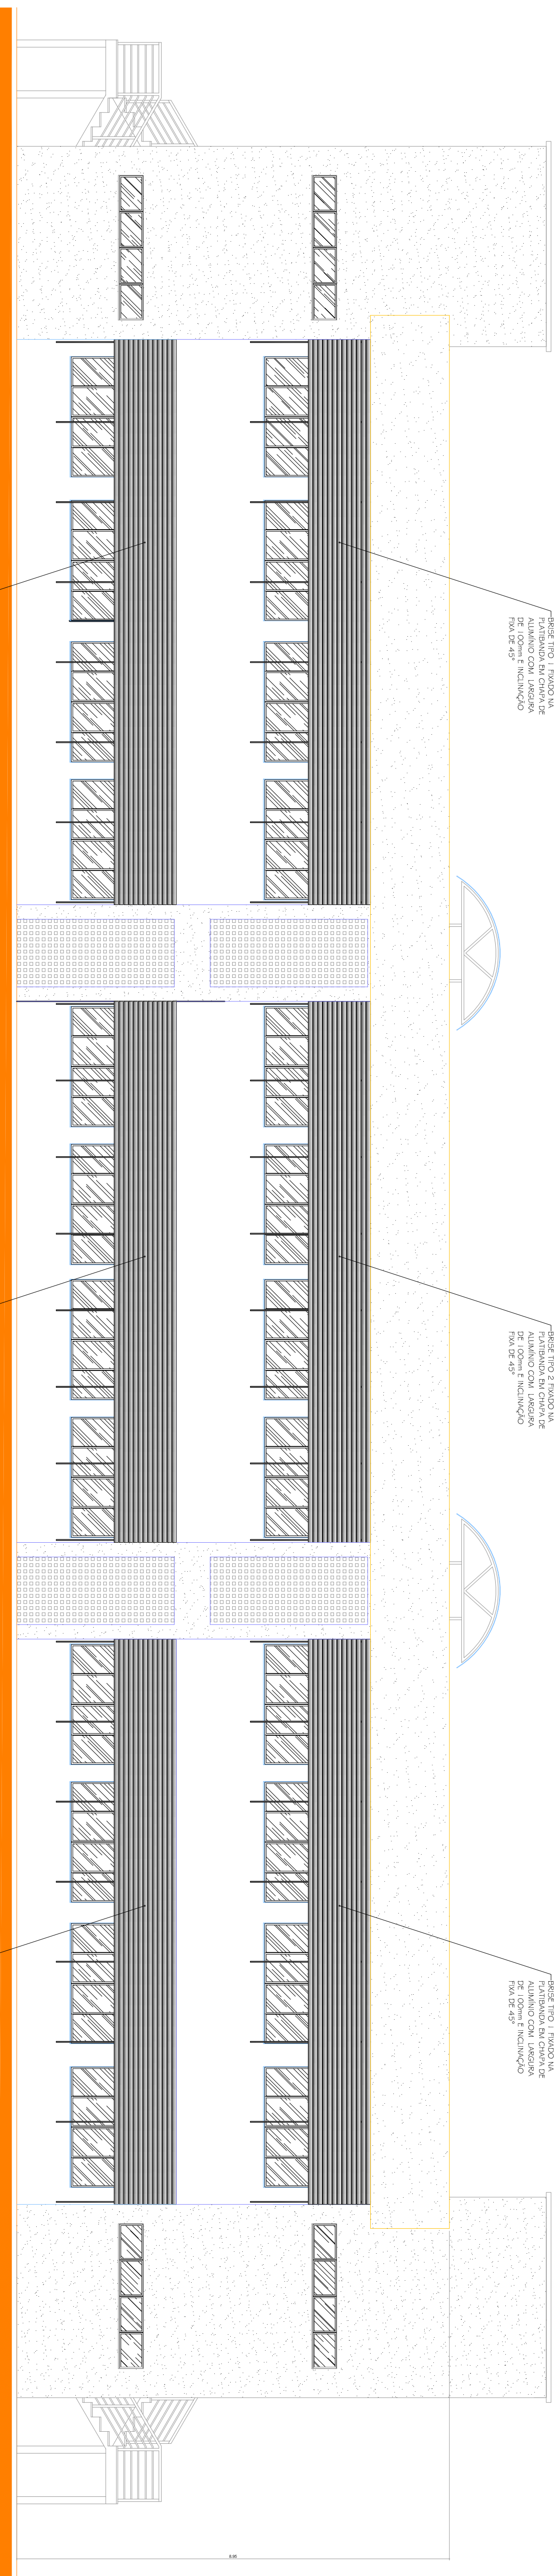 BRISE TIPO 1 FIXADO NA
PLATIBANDA EM CHAPA DE
ALUMÍNIO COM LARGURA
DE 100mm E INCLINAÇÃO
FIXA DE 45°
BRISE TIPO 2 FIXADO NA
PLATIBANDA EM CHAPA DE
ALUMÍNIO COM LARGURA
DE 100mm E INCLINAÇÃO
FIXA DE 45°
BRISE TIPO 1 FIXADO NA
PLATIBANDA EM CHAPA DE
ALUMÍNIO COM LARGURA
DE 100mm E INCLINAÇÃO
FIXA DE 45°